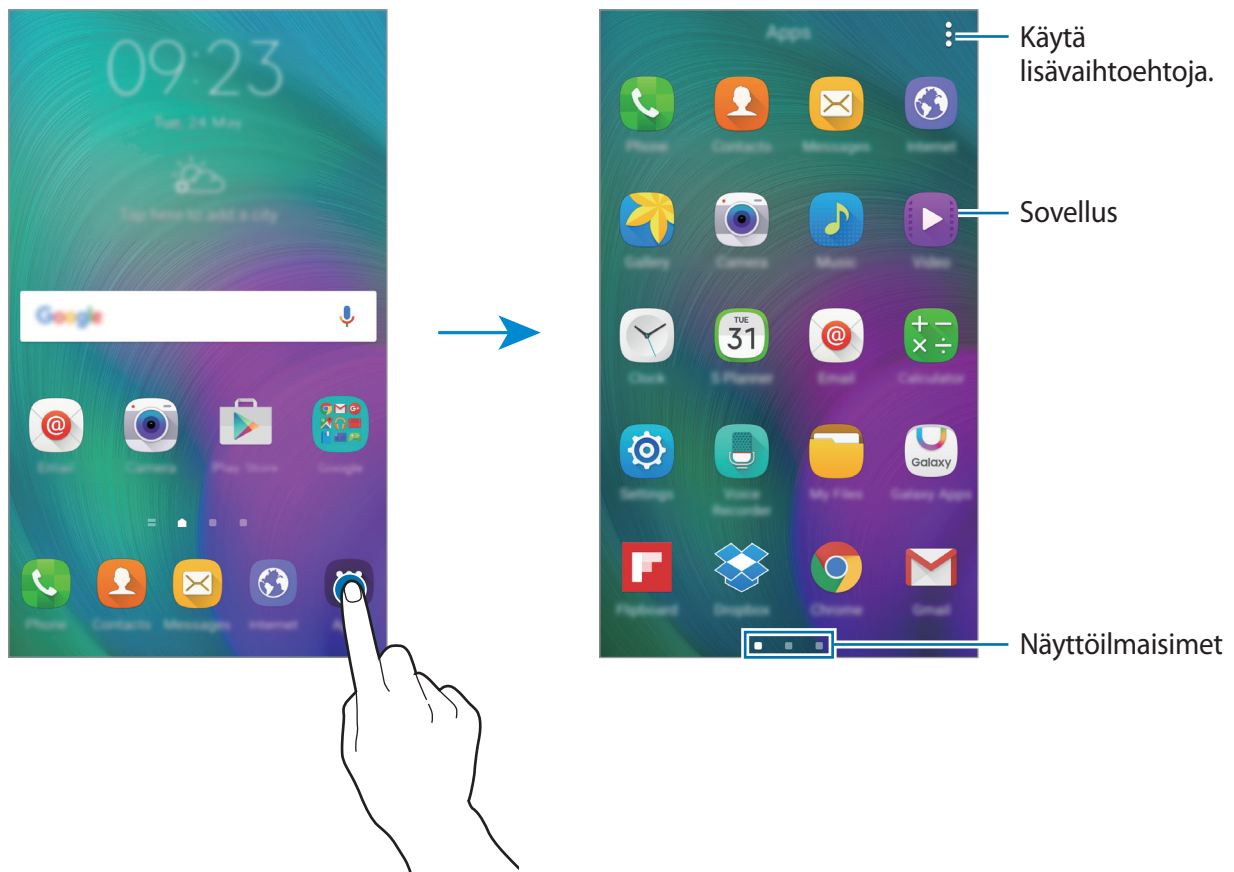 09:23
Tue, 24 May
Tap here to add a city
Google
Email
Camera
Play Store
Google
Phone
Contacts
Messages
Internet
Apps
Käytä
lisävaihtoehtoja.
Phone
Contacts
Messages
Internet
Sovellus
Gallery
Camera
Music
Video
TUE
31
Clock
S Planner
Email
Calculator
Galaxy
Settings
Voice
Recorder
My Files
Galaxy Apps
Flipboard
Dropbox
Chrome
Gmail
Näyttöilmaisimet